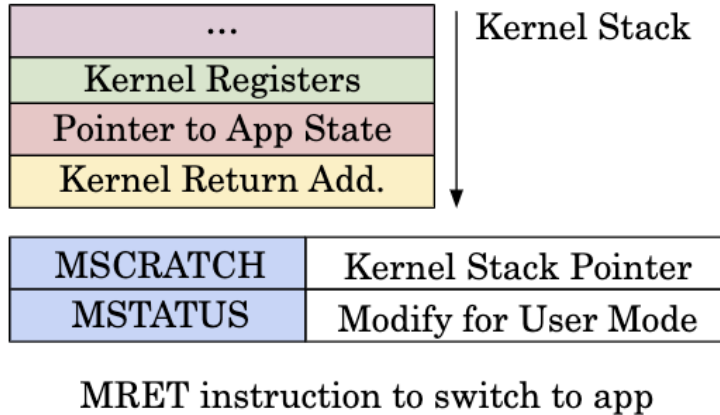 ...
Kernel Stack
Kernel Registers
Pointer to App State
Kernel Return Add.
MSCRATCH Kernel Stack Pointer
MSTATUS Modify for User Mode
MRET instruction to switch to app